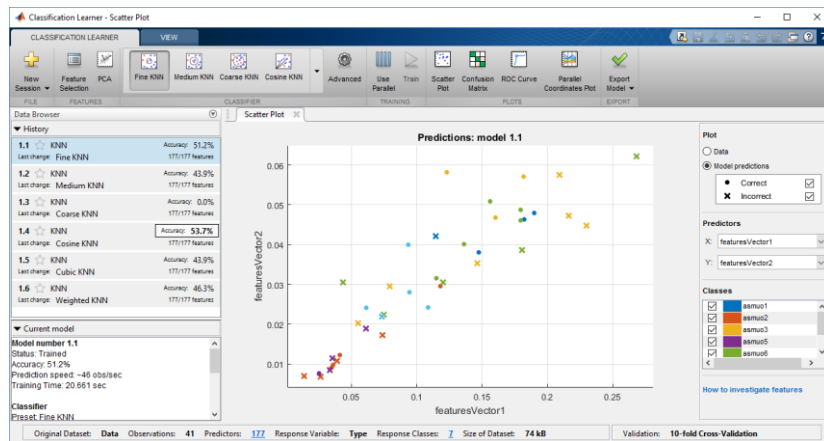 Classification Learner - Scatter Plot
CLASSIFICATION LEARNER VIEW
New Session
Feature Selection
PCA
Fine KNN
Medium KNN
Coarse KNN
Cosine KNN
Advanced
Use Parallel
Train
Scatter Plot
Confusion Matrix
ROC Curve
Parallel Coordinates Plot
Export Model
FILE FEATURES CLASSIFIER TRAINING PLOTS EXPORT
Data Browser
History
1.1 KNN Accuracy: 51.2%
Last change: Fine KNN 177/177 features
1.2 KNN Accuracy: 43.9%
Last change: Medium KNN 177/177 features
1.3 KNN Accuracy: 0.0%
Last change: Coarse KNN 177/177 features
1.4 KNN Accuracy: 53.7%
Last change: Cosine KNN 177/177 features
1.5 KNN Accuracy: 43.9%
Last change: Cubic KNN 177/177 features
1.6 KNN Accuracy: 46.3%
Last change: Weighted KNN 177/177 features
Current model
Model number 1.1
Status: Trained
Accuracy: 51.2%
Prediction speed: ~46 obs/sec
Training Time: 20.661 sec
Classifier
Preset: Fine KNN
Scatter Plot
Predictions: model 1.1
0.06
0.05
0.04
0.03
0.02
0.01
featuresVector2
0.05 0.1 0.15 0.2 0.25
featuresVector1
Plot
Data
Model predictions
Correct
Incorrect
Predictors
X: featuresVector1
Y: featuresVector2
Classes
asmuo1
asmuo2
asmuo3
asmuo5
asmuo6
How to investigate features
Original Dataset: Data Observations: 41 Predictors: 177 Response Variable: Type Response Classes: 7 Size of Dataset: 74 kB Validation: 10-fold Cross-Validation